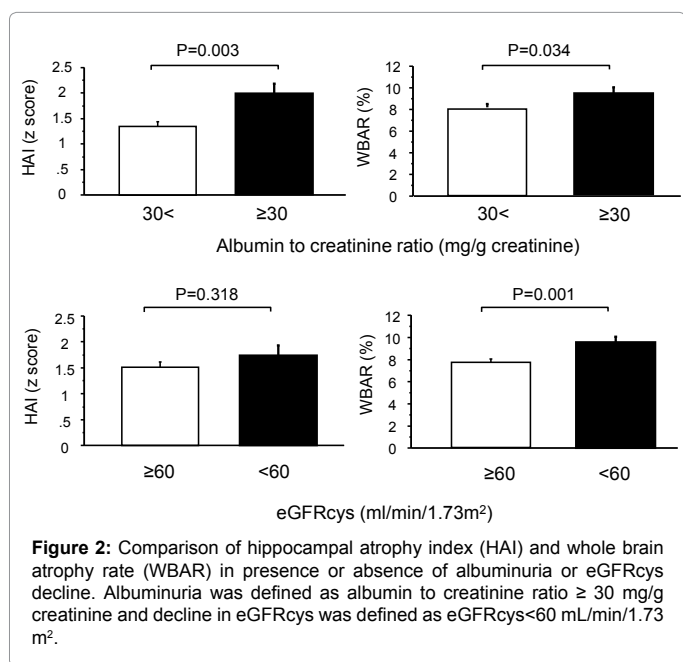 P=0.003
HAI (z score)
2.5
2
1.5
1
.5
0
30<
≥30
P=0.034
WBAR (%)
12
10
8
6
4
2
0
30<
≥30
Albumin to creatinine ratio (mg/g creatinine)
P=0.318
HAI (z score)
2.5
2
1.5
1
.5
0
≥60
<60
P=0.001
WBAR (%)
12
10
8
6
4
2
0
≥60
<60
eGFRcys (ml/min/1.73m²)
Figure 2: Comparison of hippocampal atrophy index (HAI) and whole brain
atrophy rate (WBAR) in presence or absence of albuminuria or eGFRcys
decline. Albuminuria was defined as albumin to creatinine ratio ≥ 30 mg/g
creatinine and decline in eGFRcys was defined as eGFRcys<60 mL/min/1.73
m².